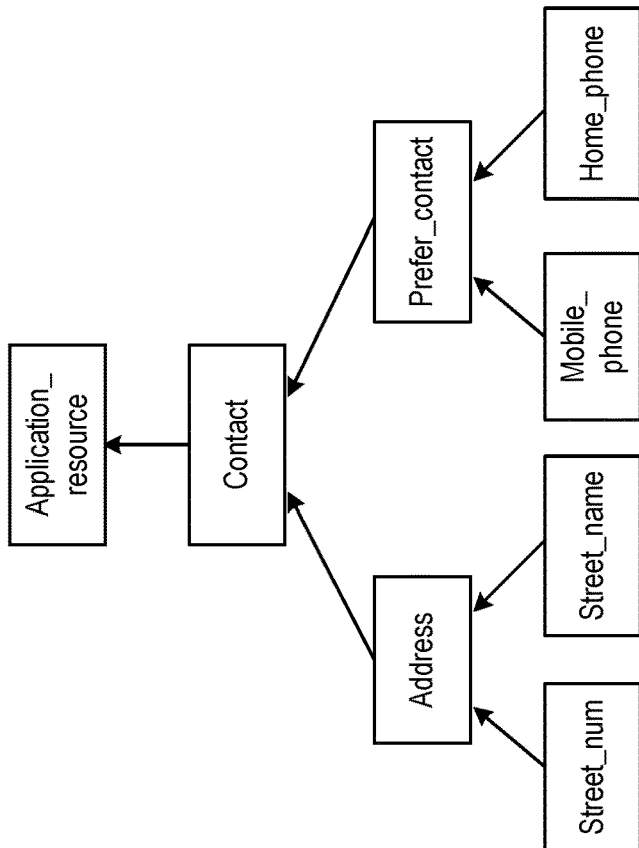 Application_
resource
Contact
Address
Prefer_contact
Street_num
Street_name
Mobile_
phone
Home_phone